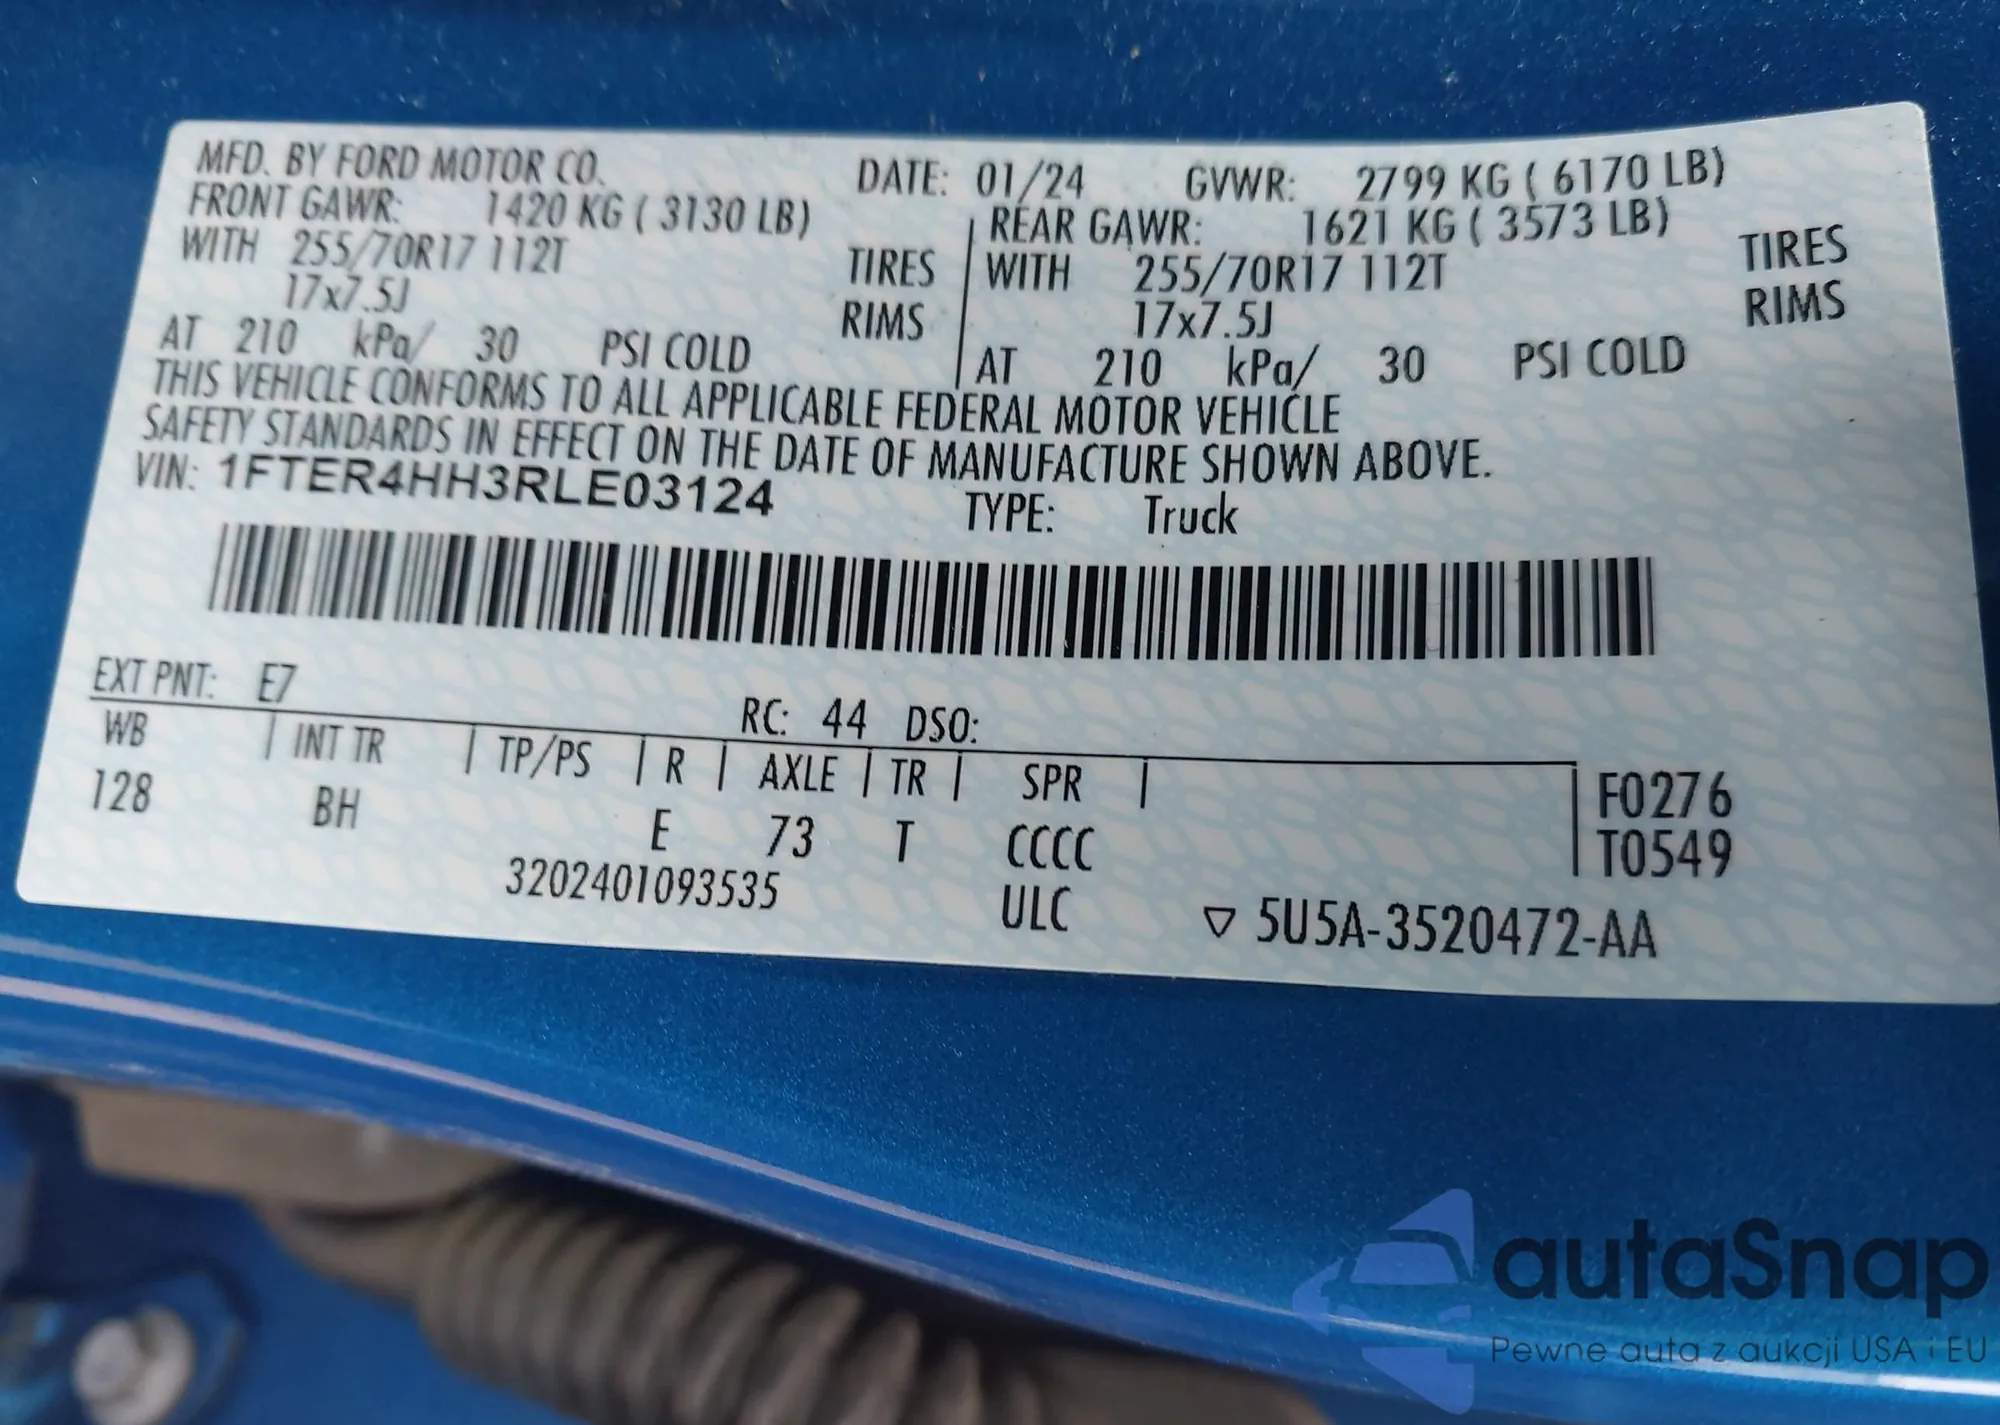 MFD. BY FORD MOTOR CO. DATE: 01/24 GVWR: 2799 KG ( 6170 LB)
FRONT GAWR: 1420 KG ( 3130 LB) REAR GAWR: 1621 KG ( 3573 LB)
WITH 255/70R17 112T TIRES WITH 255/70R17 112T TIRES
17x7.5J RIMS 17x7.5J RIMS
AT 210 kPa/ 30 PSI COLD AT 210 kPa/ 30 PSI COLD
THIS VEHICLE CONFORMS TO ALL APPLICABLE FEDERAL MOTOR VEHICLE
SAFETY STANDARDS IN EFFECT ON THE DATE OF MANUFACTURE SHOWN ABOVE.
VIN: 1FTER4HH3RLE03124 TYPE: Truck
EXT PNT: E7 RC: 44 DSO:
WB INT TR TP/PS R AXLE TR SPR F0276
128 BH E 73 T CCCC T0549
3202401093535 ULC ▽ 5U5A-3520472-AA
autaSnap
Pewne auta z aukcji USA i EU